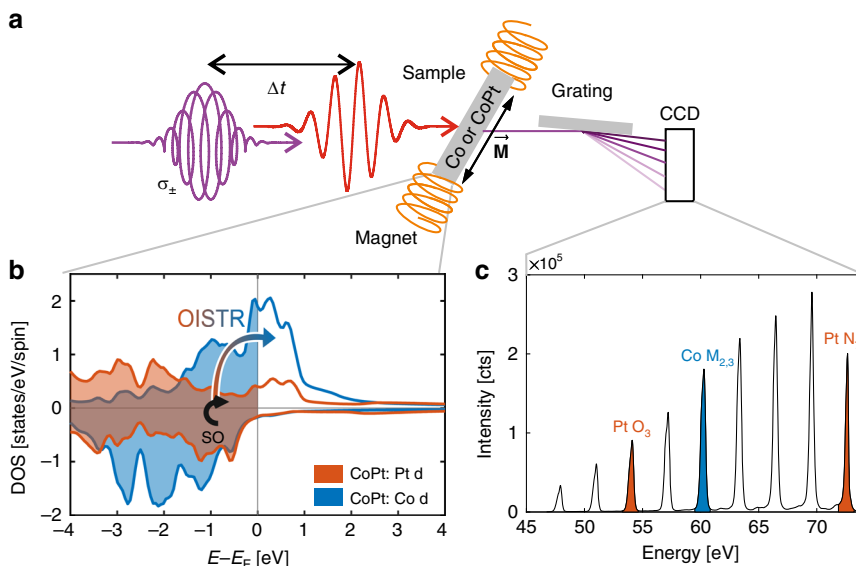 a
Δt
σ±
Sample
Co or CoPt
M
Magnet
Grating
CCD
b
OISTR
SO
DOS [states/eV/spin]
2
1
0
−1
−2
−4 −3 −2 −1 0 1 2 3 4
E–E_F [eV]
CoPt: Pt d
CoPt: Co d
c
×10⁵
3
2
1
0
Intensity [cts]
Pt O₃
Co M₂,₃
Pt N
45 50 55 60 65 70
Energy [eV]